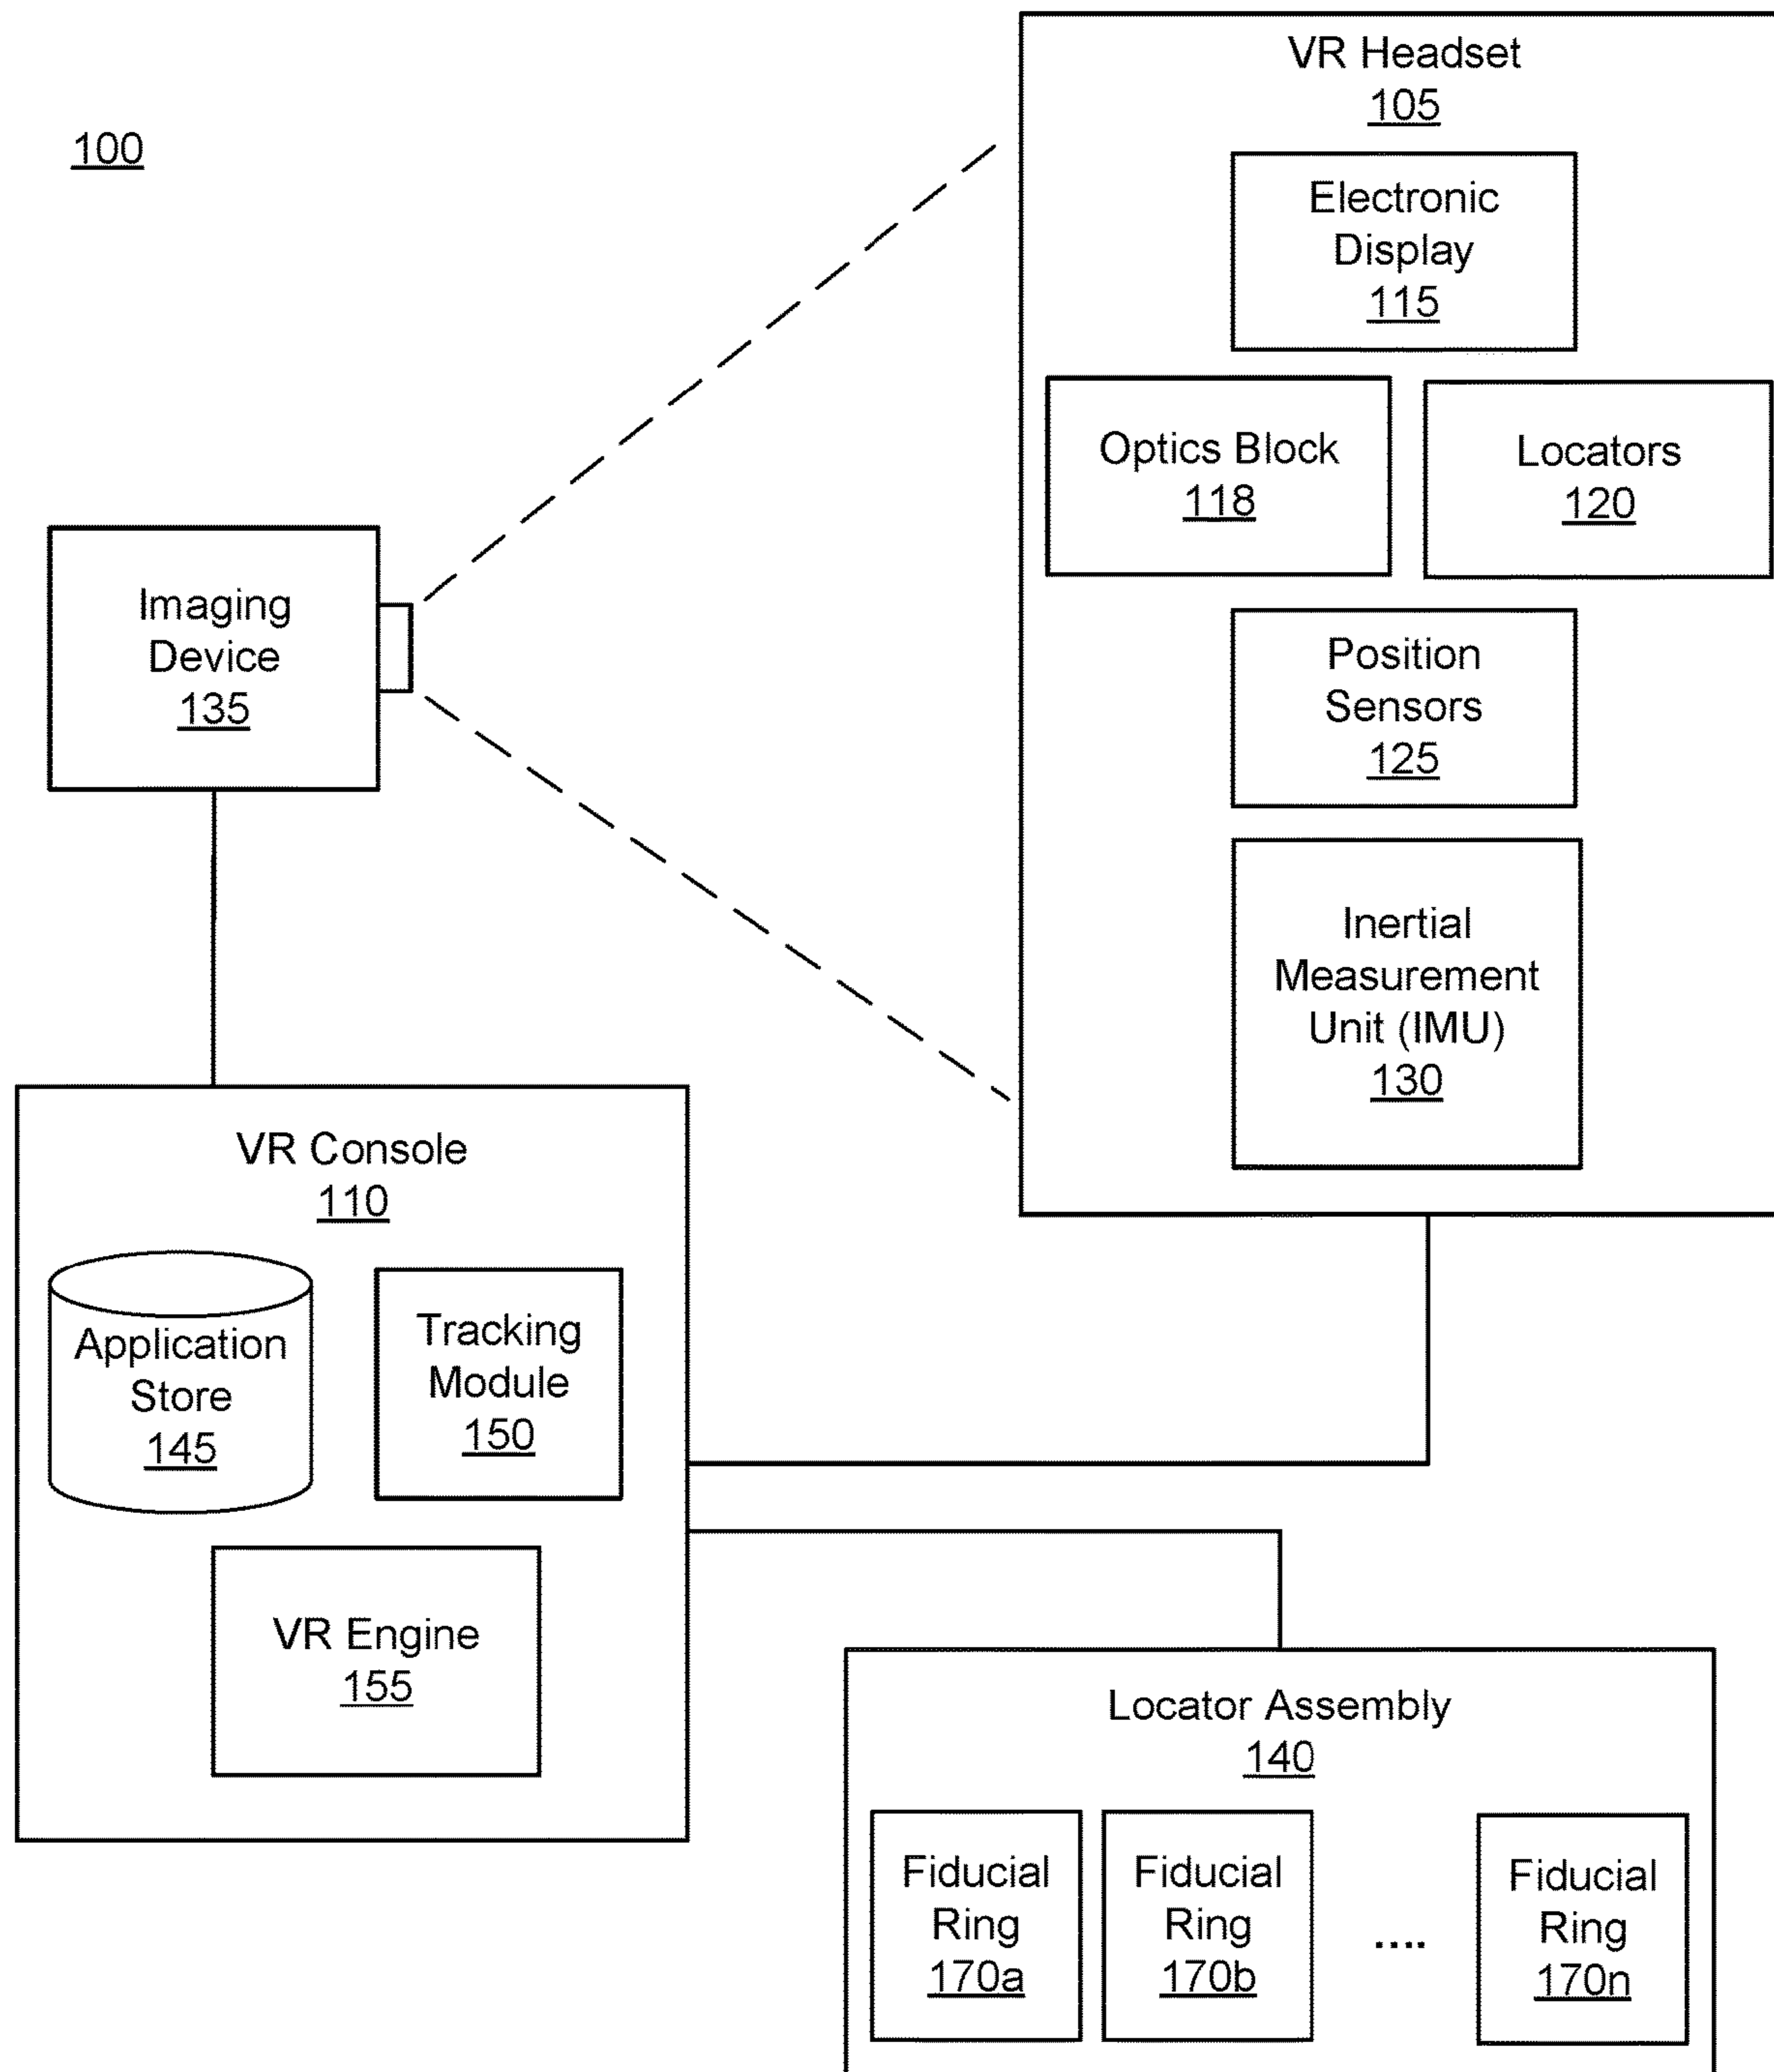 100
VR Headset
105
Electronic
Display
115
Optics Block
118
Locators
120
Position
Sensors
125
Inertial
Measurement
Unit (IMU)
130
Imaging
Device
135
VR Console
110
Application
Store
145
Tracking
Module
150
VR Engine
155
Locator Assembly
140
Fiducial
Ring
170a
Fiducial
Ring
170b
....
Fiducial
Ring
170n